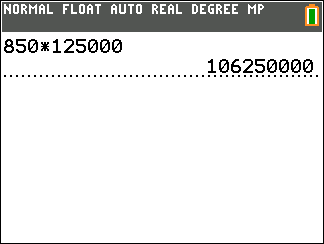 NORMAL FLOAT AUTO REAL DEGREE MP
850*125000
106250000